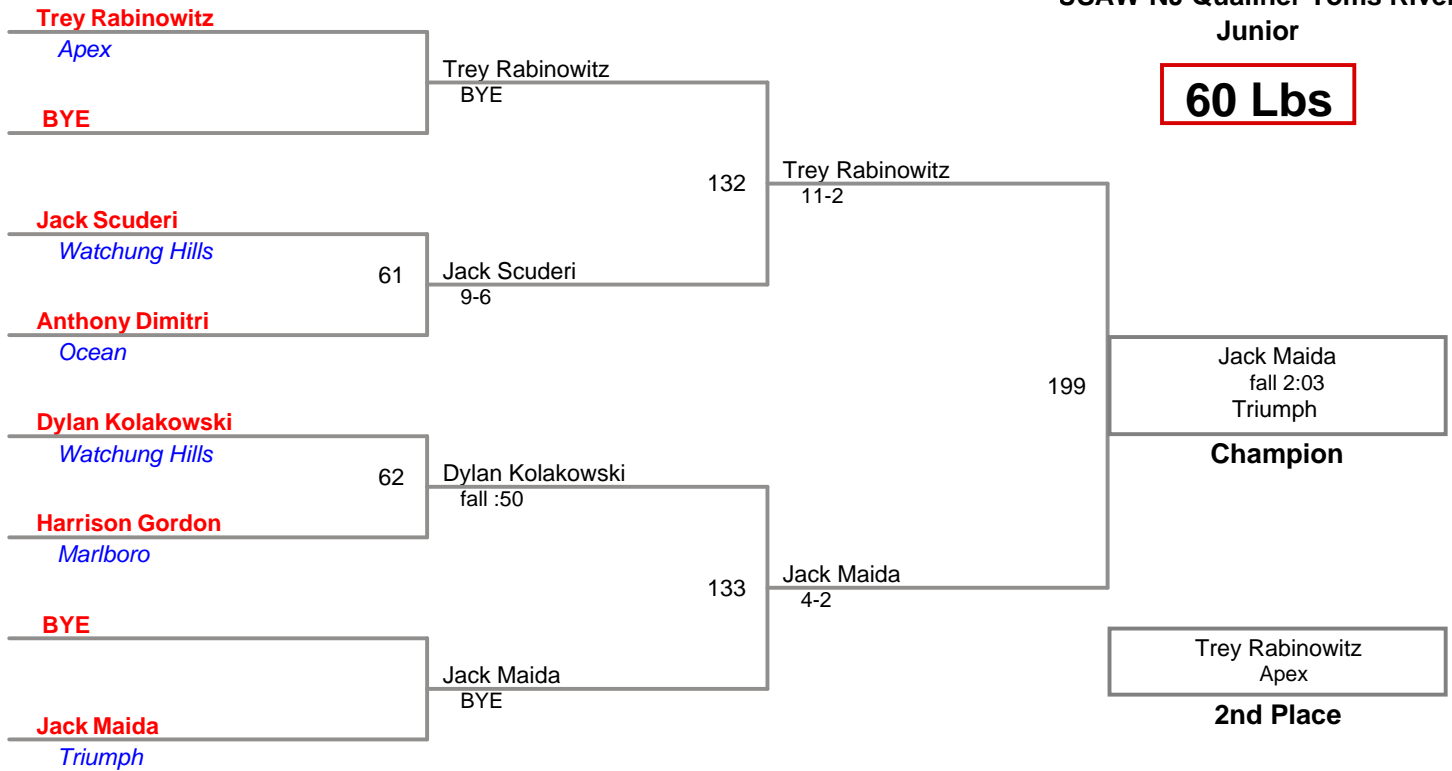 Junior
60 Lbs
Trey Rabinowitz
Apex
BYE
Jack Scuderi
Watchung Hills
Anthony Dimitri
Ocean
Dylan Kolakowski
Watchung Hills
Harrison Gordon
Marlboro
BYE
Jack Maida
Triumph
Trey Rabinowitz
BYE
61
Jack Scuderi
9-6
62
Dylan Kolakowski
fall :50
Jack Maida
BYE
132
Trey Rabinowitz
11-2
133
Jack Maida
4-2
199
Jack Maida
fall 2:03
Triumph
Champion
Trey Rabinowitz
Apex
2nd Place